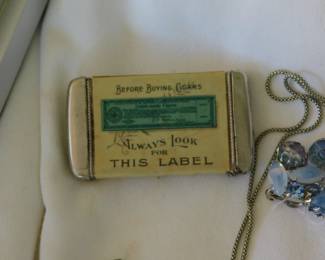 BEFORE BUYING CIGARS
ALWAYS LOOK
FOR
THIS LABEL